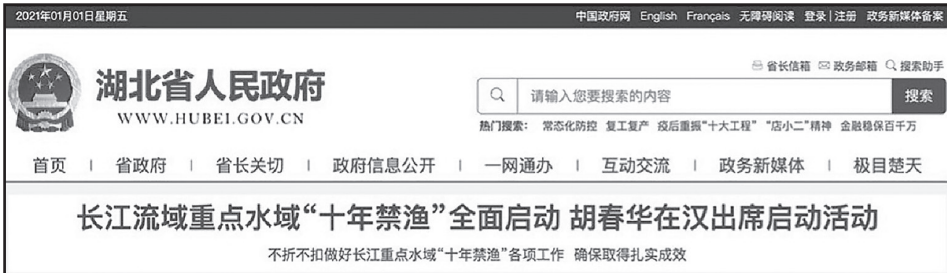 2021年01月01日星期五 中国政府网 English Français 无障碍阅读 登录|注册 政务新媒体备案
省长信箱 政务邮箱 搜索助手
湖北省人民政府
WWW.HUBEI.GOV.CN
请输入您要搜索的内容 搜索
热门搜索： 常态化防控 复工复产 疫后重振“十大工程” “店小二”精神 金融稳保百千万
首页 | 省政府 | 省长关切 | 政府信息公开 | 一网通办 | 互动交流 | 政务新媒体 | 极目楚天
长江流域重点水域“十年禁渔”全面启动 胡春华在汉出席启动活动
不折不扣做好长江重点水域“十年禁渔”各项工作 确保取得扎实成效